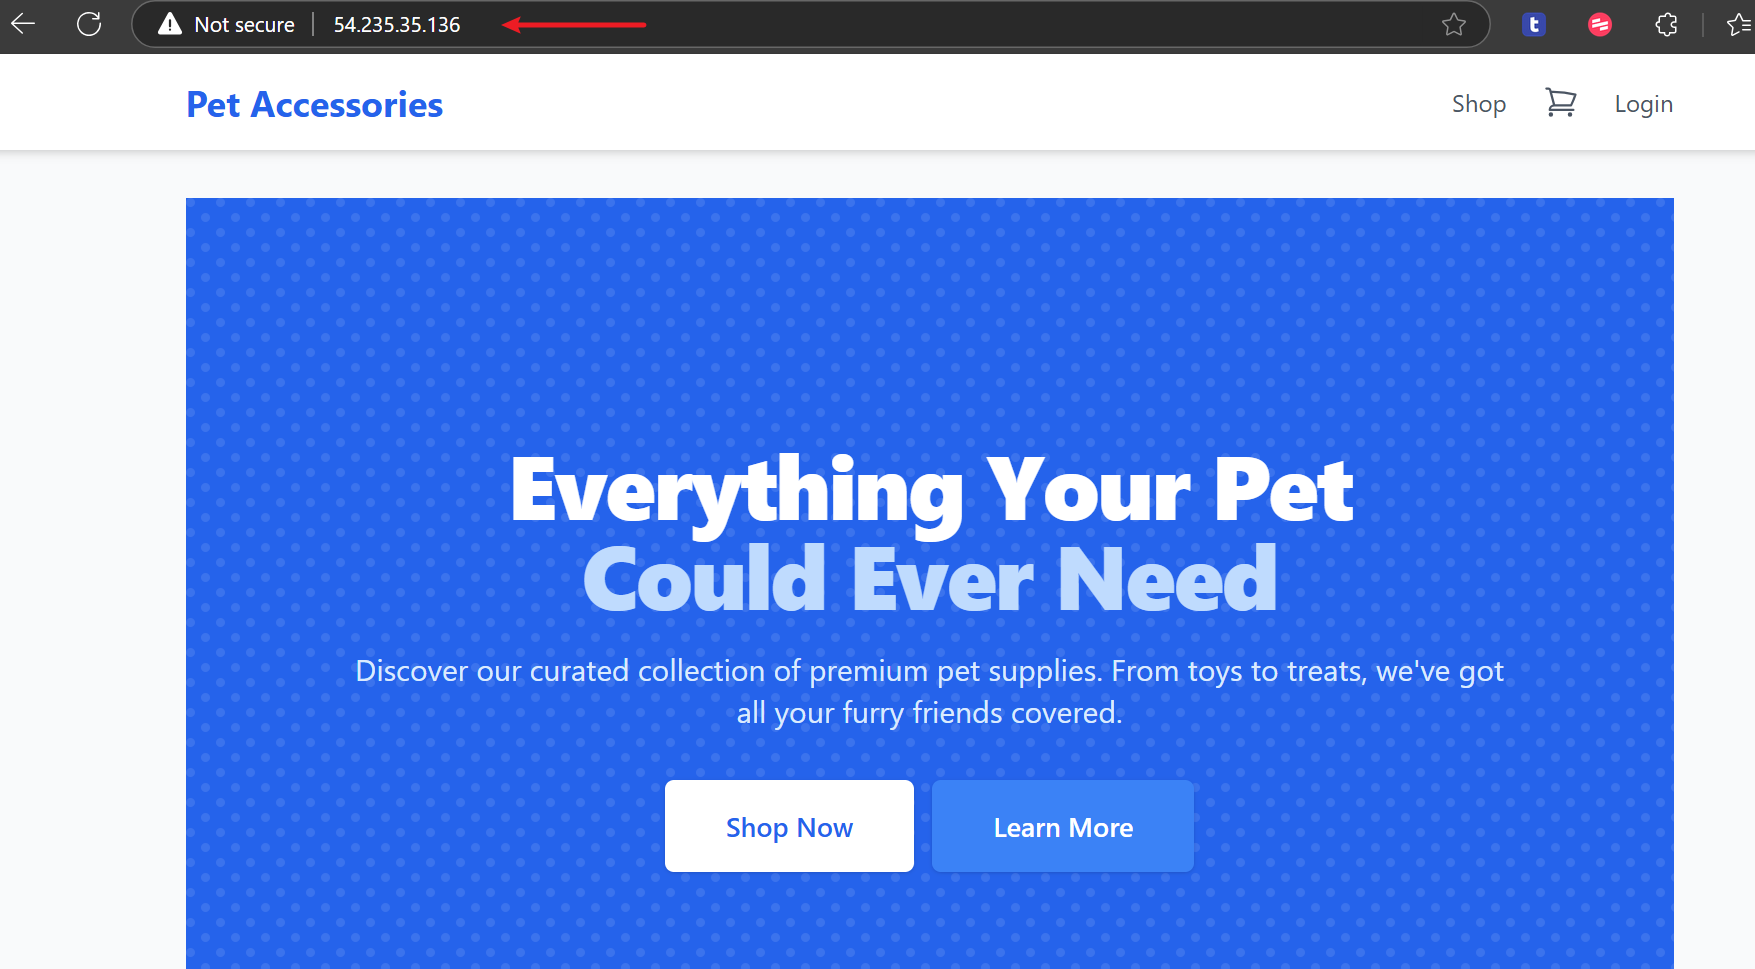 Not secure
54.235.35.136
t
Pet Accessories
Shop
Login
Everything Your Pet
Could Ever Need
Discover our curated collection of premium pet supplies. From toys to treats, we've got
all your furry friends covered.
Shop Now
Learn More